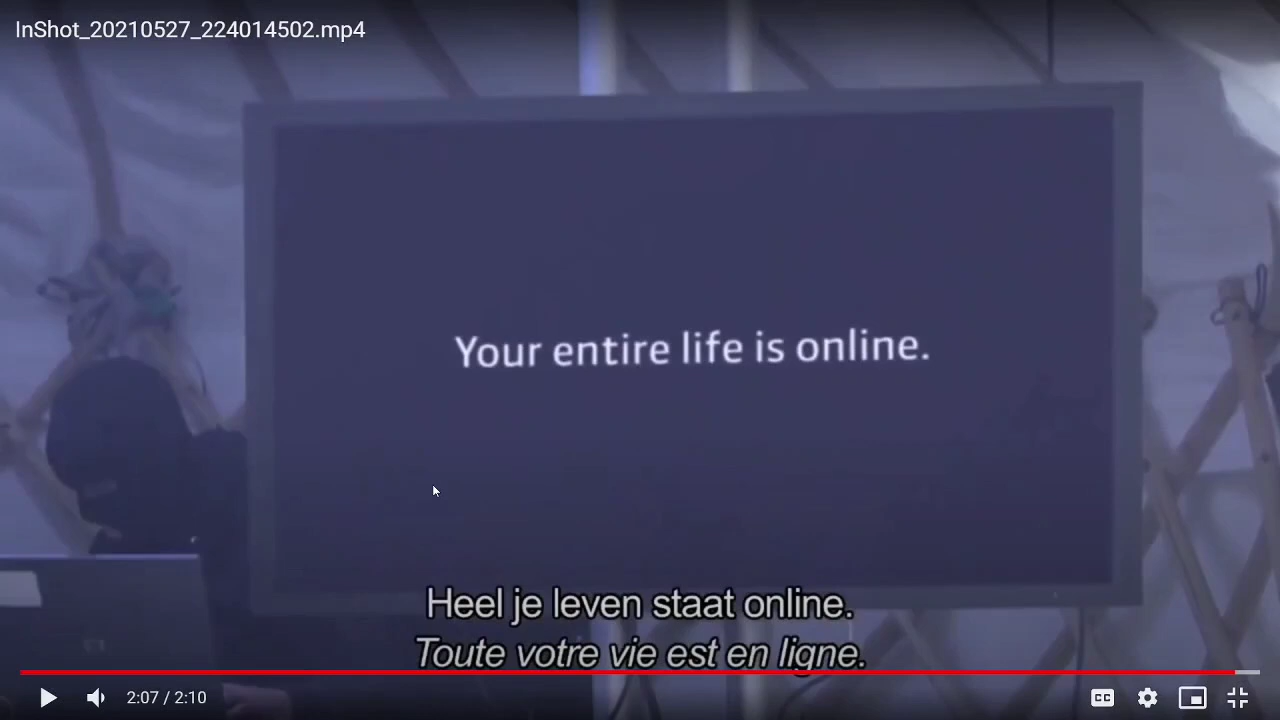 InShot_20210527_224014502.mp4
Your entire life is online.
Heel je leven staat online.
Toute votre vie est en ligne.
2:07 / 2:10
CC